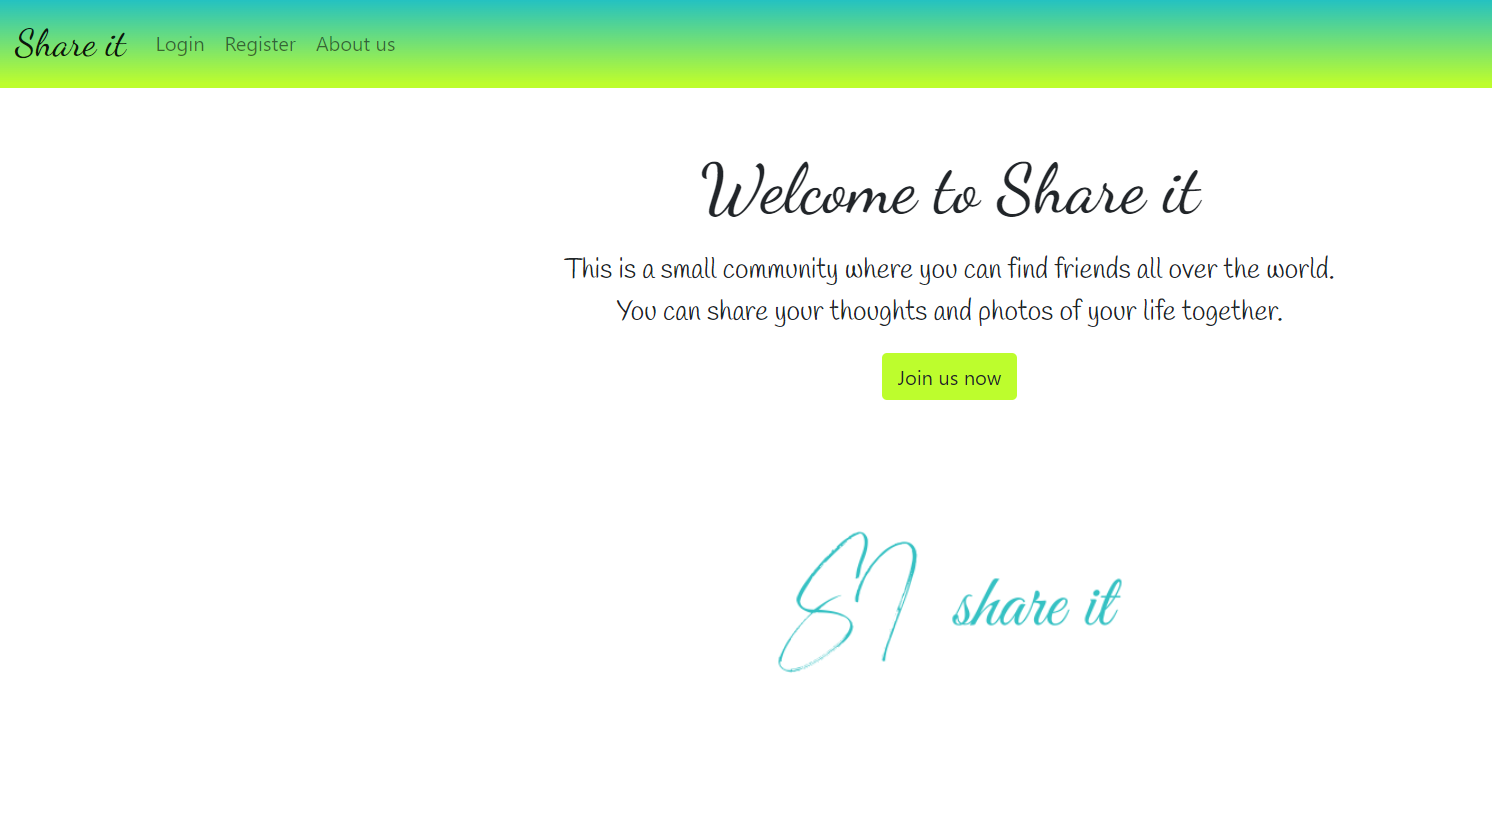 Share it Login Register About us
Welcome to Share it
This is a small community where you can find friends all over the world.
You can share your thoughts and photos of your life together.
Join us now
share it